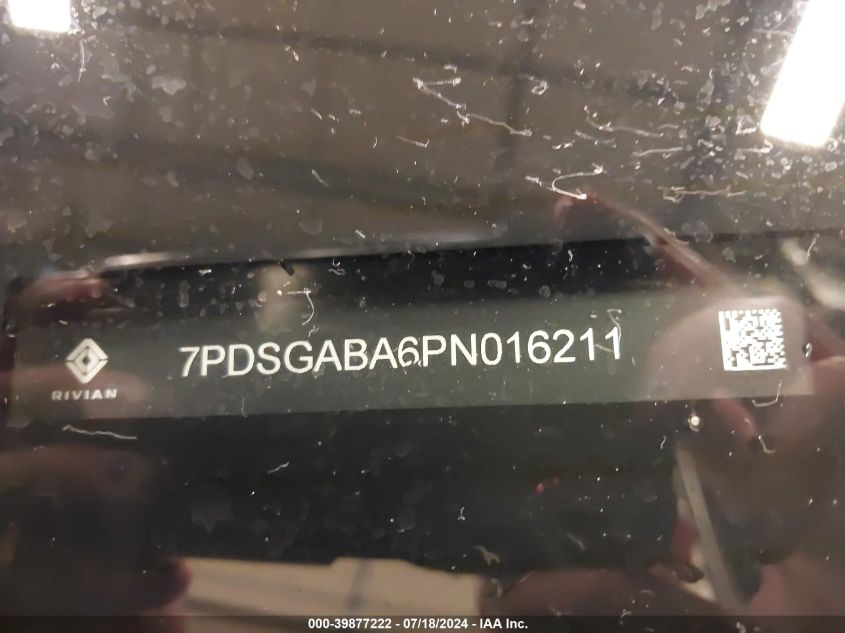 7PDSGABA6PN016211
RIVIAN
000-39877222 - 07/18/2024 - IAA Inc.